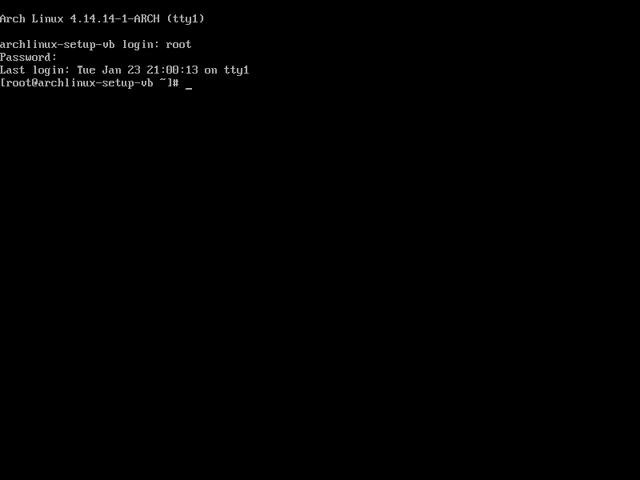 Arch Linux 4.14.14-1-ARCH (tty1)
archlinux-setup-vb login: root
Password:
Last login: Tue Jan 23 21:00:13 on tty1
[root@archlinux-setup-vb ~]# _